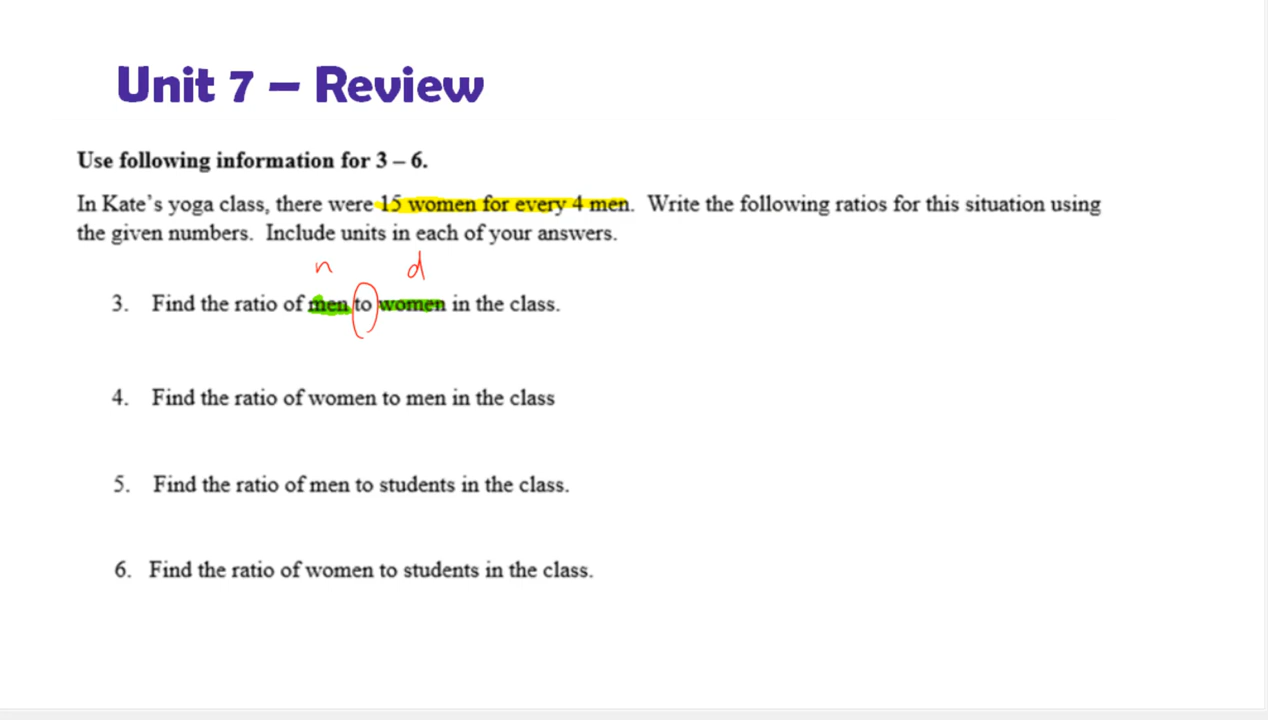 Unit 7 – Review
Use following information for 3 – 6.
In Kate's yoga class, there were 15 women for every 4 men. Write the following ratios for this situation using
the given numbers. Include units in each of your answers.
n d
3. Find the ratio of men to women in the class.
4. Find the ratio of women to men in the class
5. Find the ratio of men to students in the class.
6. Find the ratio of women to students in the class.